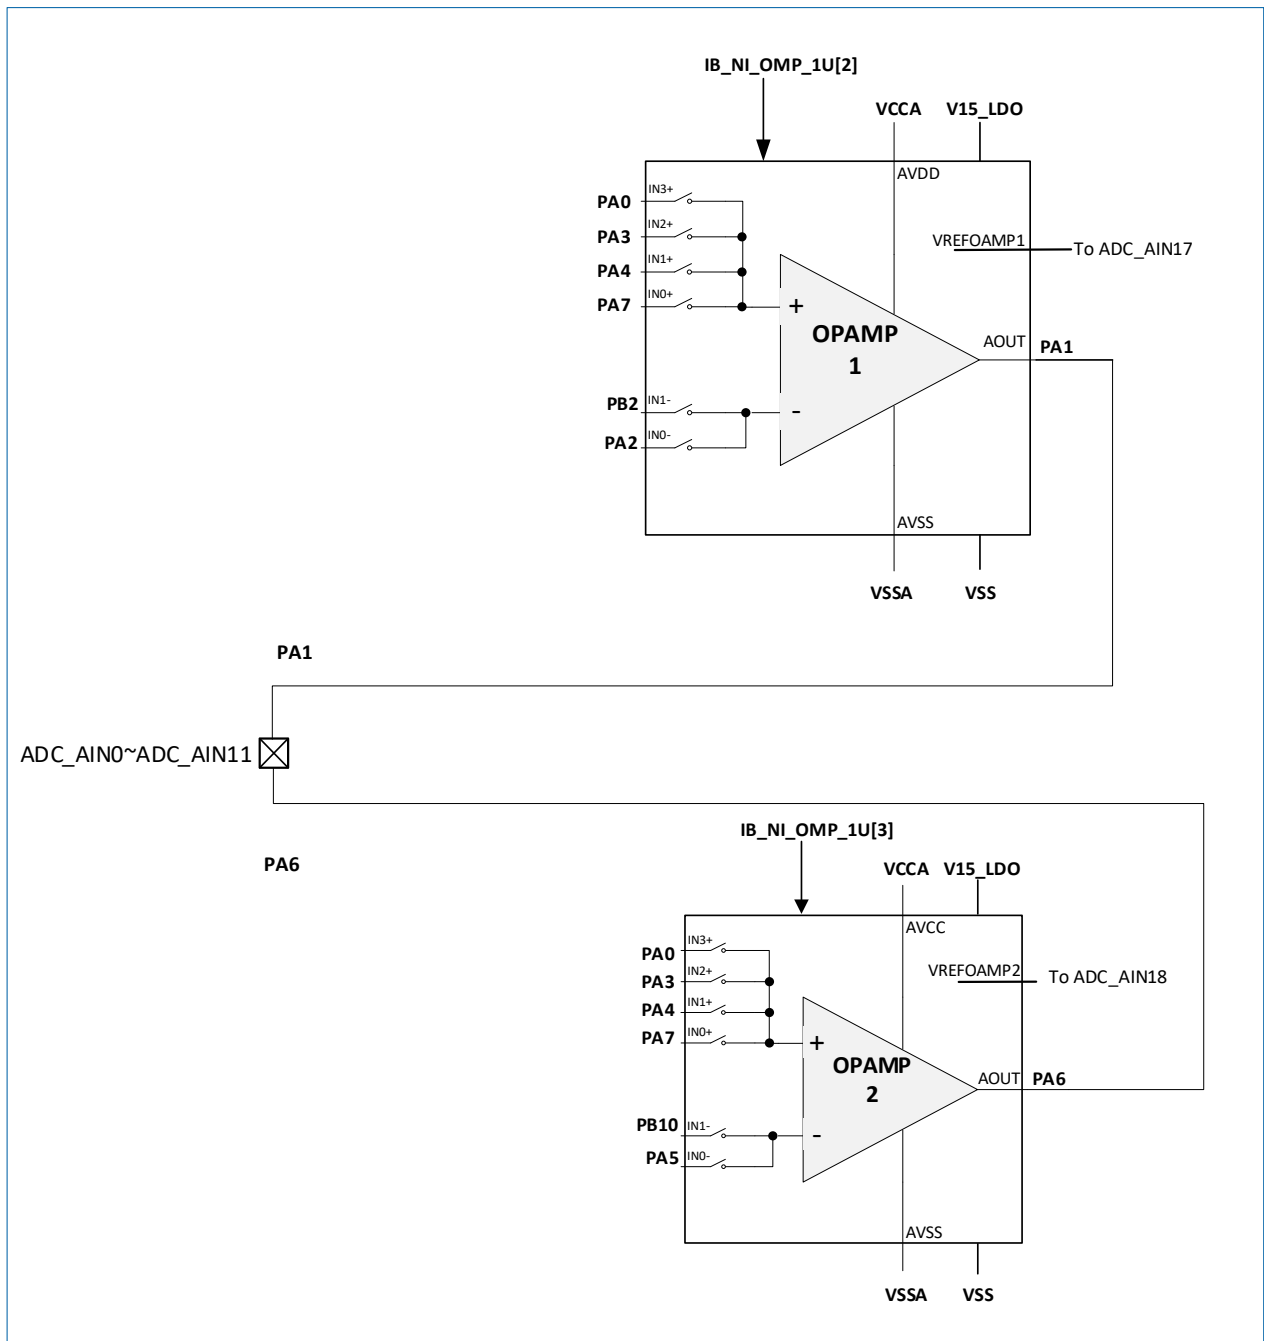 IB_NI_OMP_1U[2]
VCCA V15_LDO
AVDD
PA0 IN3+
PA3 IN2+
VREFOAMP1 To ADC_AIN17
PA4 IN1+
PA7 IN0+
+
OPAMP
1
AOUT PA1
PB2 IN1-
-
PA2 IN0-
AVSS
VSSA VSS
PA1
ADC_AIN0~ADC_AIN11
PA6
IB_NI_OMP_1U[3]
VCCA V15_LDO
AVCC
PA0 IN3+
PA3 IN2+
VREFOAMP2 To ADC_AIN18
PA4 IN1+
PA7 IN0+
+
OPAMP
2
AOUT PA6
PB10 IN1-
-
PA5 IN0-
AVSS
VSSA VSS